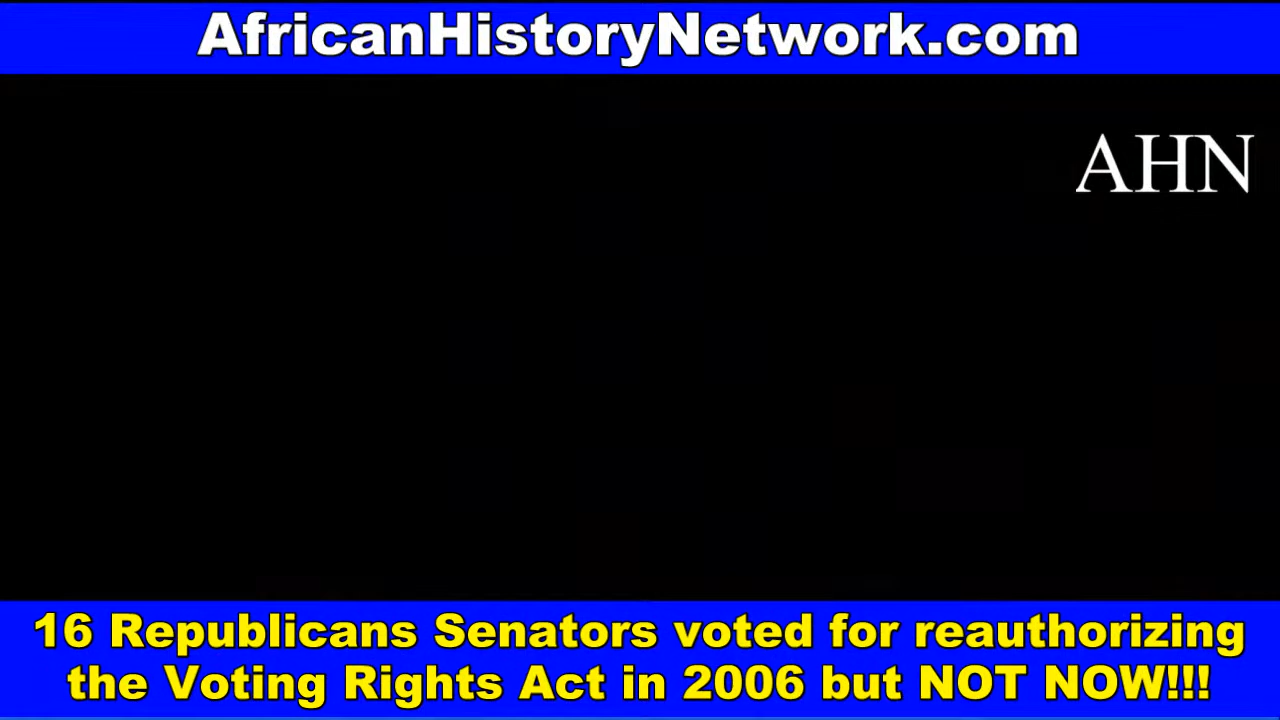 AfricanHistoryNetwork.com
AHN
16 Republicans Senators voted for reauthorizing
the Voting Rights Act in 2006 but NOT NOW!!!